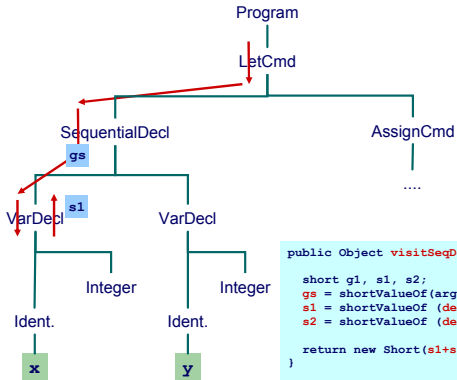 Program
LetCmd
SequentialDecl
AssignCmd
gs
....
s1
VarDecl
VarDecl
Integer
Integer
Ident.
Ident.
x
y
public Object visitSeqD
short g1, s1, s2;
gs = shortValueOf(arg
s1 = shortValueOf (de
s2 = shortValueOf (de
return new Short(s1+s
}